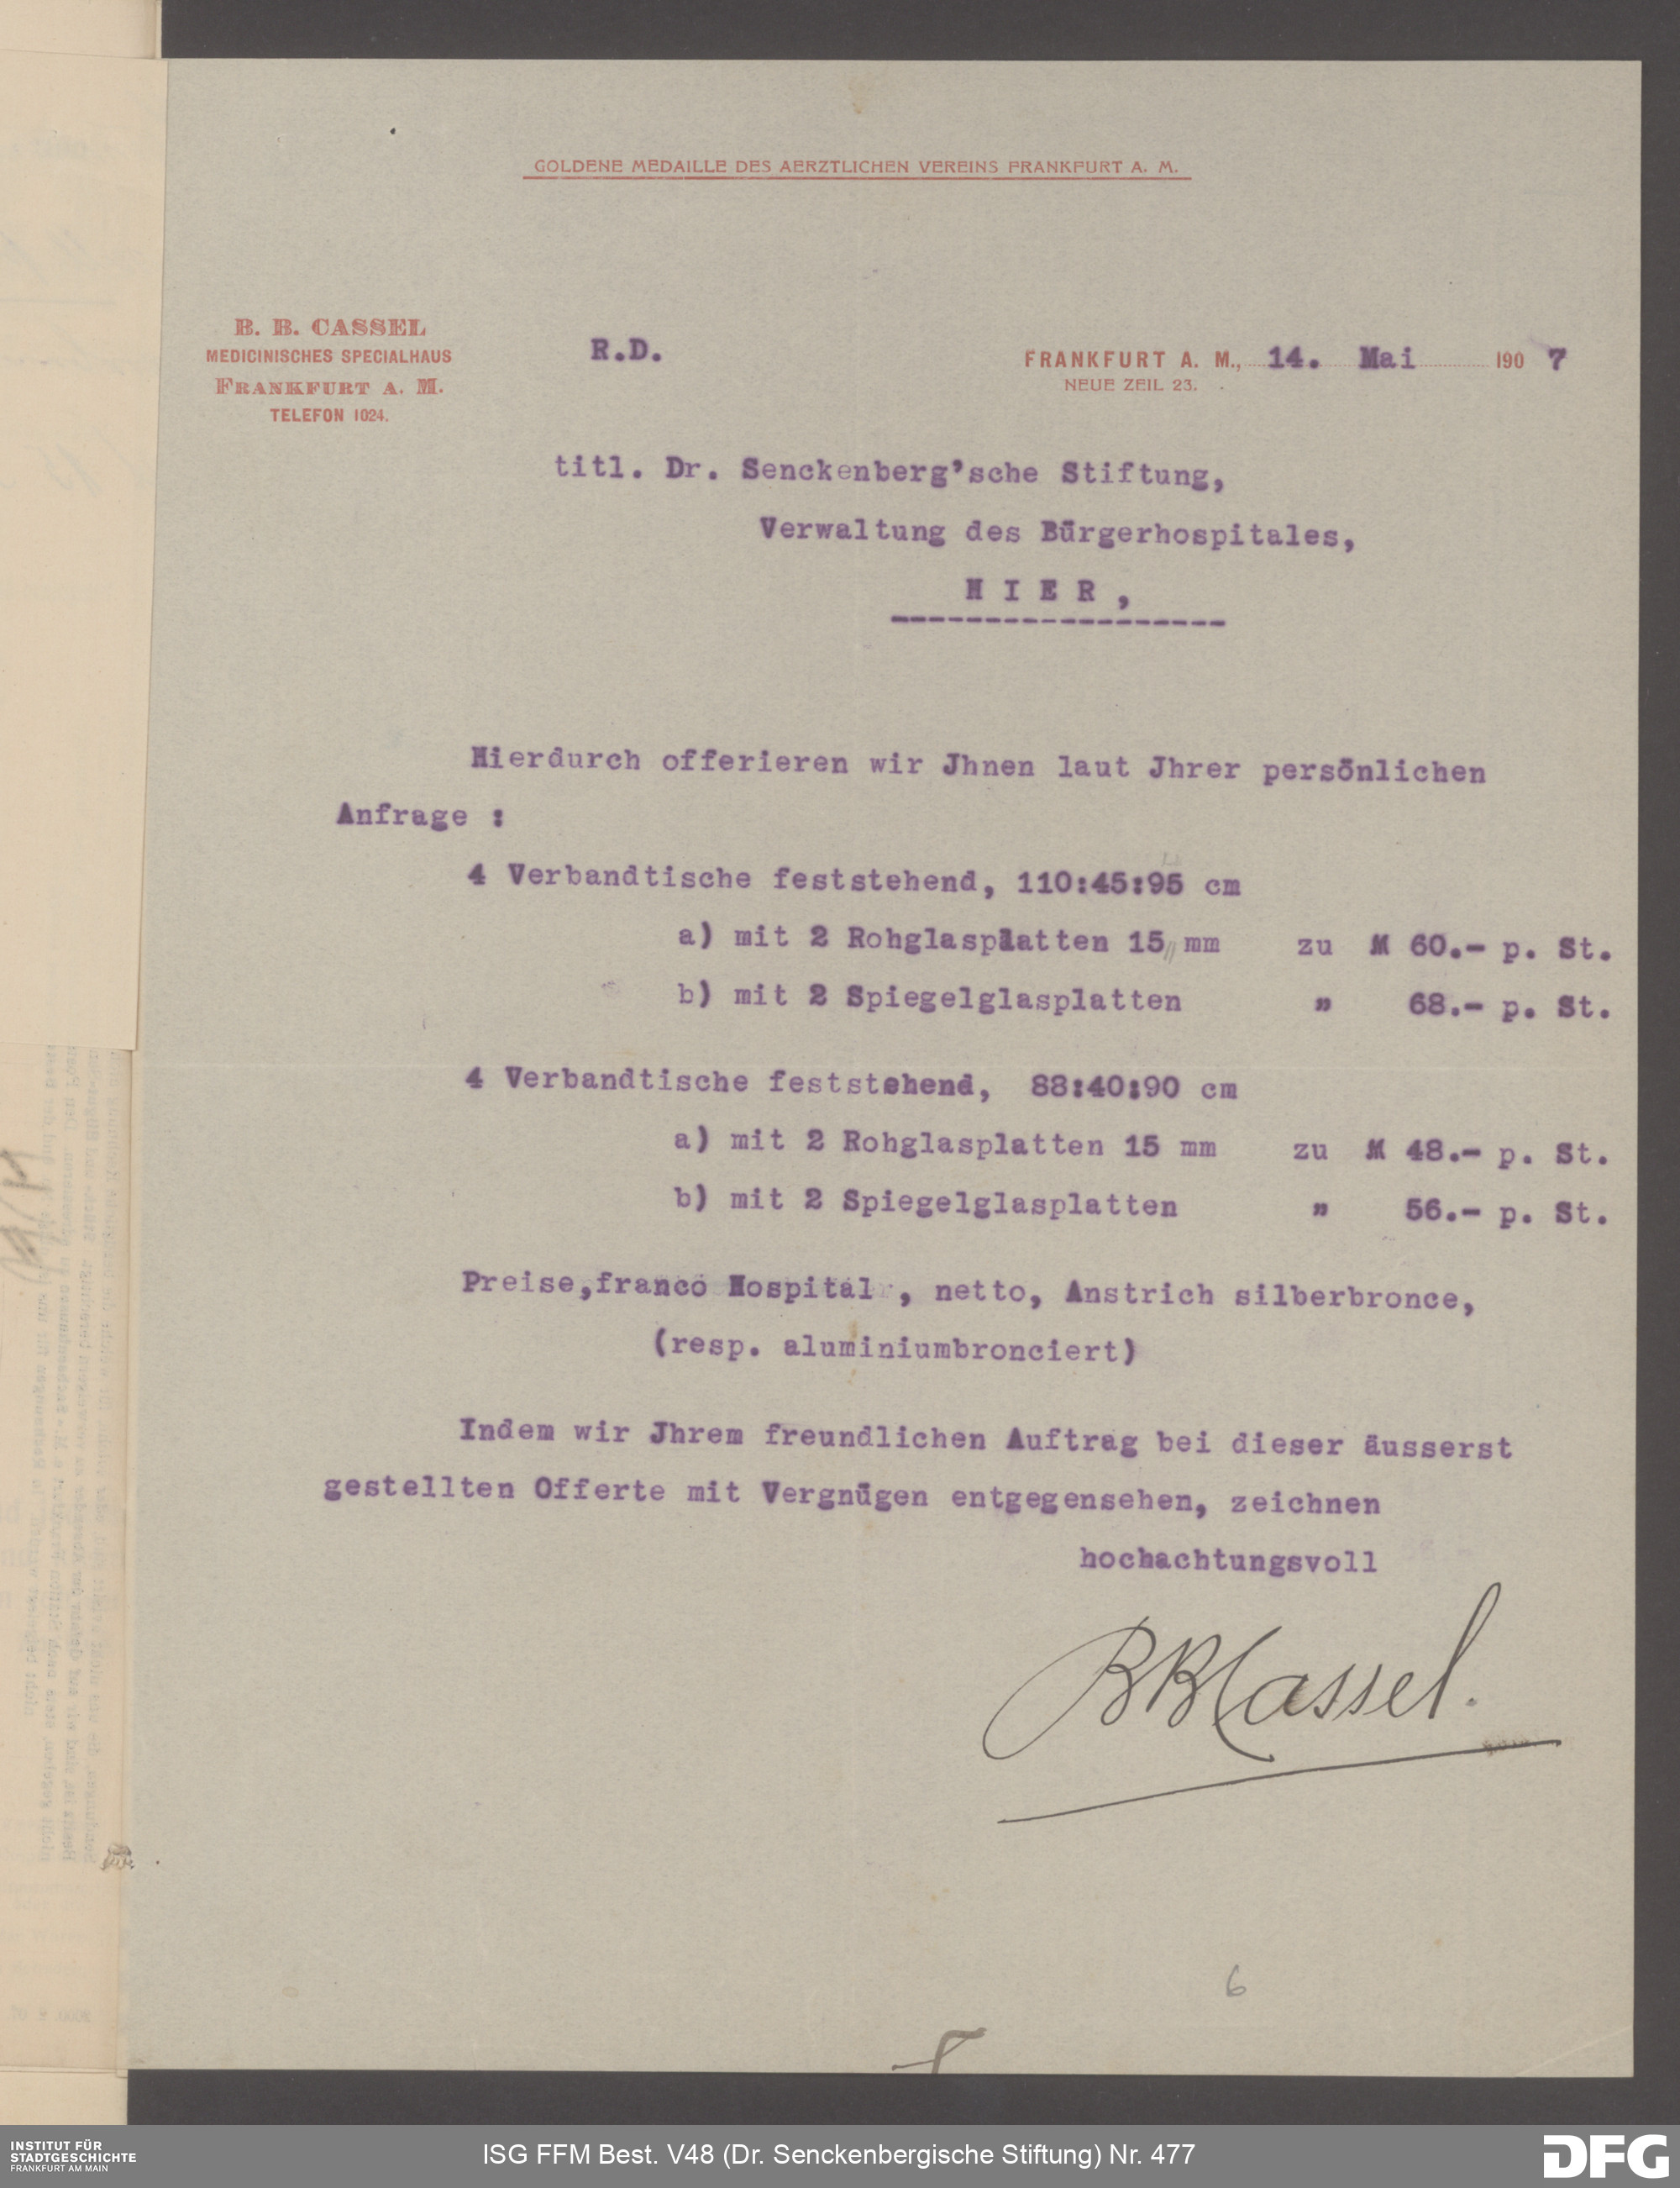 GOLDENE MEDAILLE DES AERZTLICHEN VEREINS FRANKFURT A. M.
B. B. CASSEL
MEDICINISCHES SPECIALHAUS
FRANKFURT A. M.
TELEFON 1024.
R.D.
FRANKFURT A. M., 14. Mai 1907
NEUE ZEIL 23.
titl. Dr. Senckenberg'sche Stiftung,
Verwaltung des Bürgerhospitales,
HIER,
Hierdurch offerieren wir Jhnen laut Jhrer persönlichen
Anfrage :
4 Verbandtische feststehend, 110:45:95 cm
a) mit 2 Rohglasplatten 15 mm zu M 60.- p. St.
b) mit 2 Spiegelglasplatten " 68.- p. St.
4 Verbandtische feststehend, 88:40:90 cm
a) mit 2 Rohglasplatten 15 mm zu M 48.- p. St.
b) mit 2 Spiegelglasplatten " 56.- p. St.
Preise,franco Hospital , netto, Anstrich silberbronce,
(resp. aluminiumbronciert)
Indem wir Jhrem freundlichen Auftrag bei dieser äusserst
gestellten Offerte mit Vergnügen entgegensehen, zeichnen
hochachtungsvoll
BBCassel.
6
INSTITUT FÜR
STADTGESCHICHTE
FRANKFURT AM MAIN
ISG FFM Best. V48 (Dr. Senckenbergische Stiftung) Nr. 477
DFG